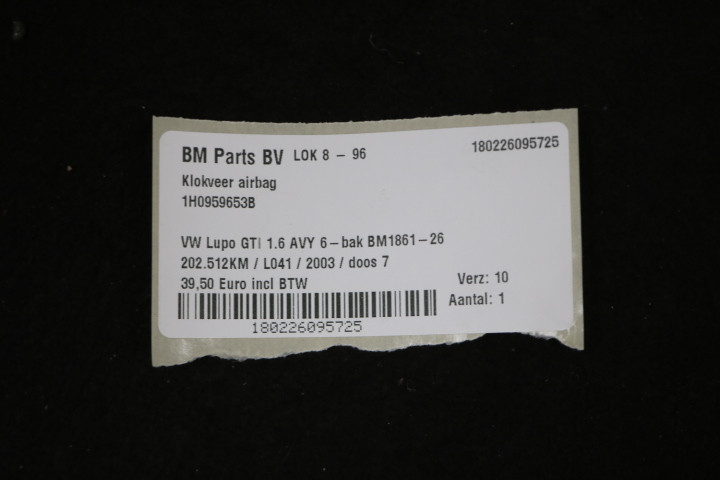 BM Parts BV LOK 8 - 96 180226095725
Klokveer airbag
1H0959653B
VW Lupo GTI 1.6 AVY 6-bak BM1861-26
202.512KM / L041 / 2003 / doos 7
39,50 Euro incl BTW Verz: 10
Aantal: 1
180226095725